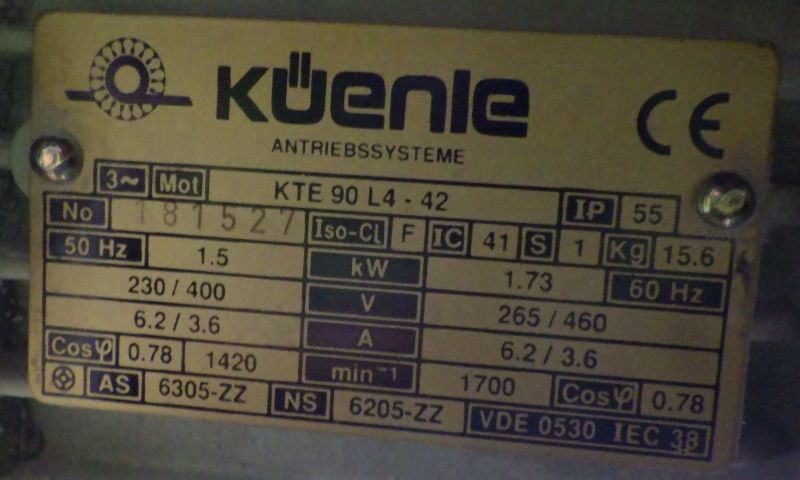 KÜENLE
ANTRIEBSSYSTEME
CE
3~ Mot KTE 90 L4 - 42 IP 55
No 181527 Iso-Cl F IC 41 S 1 Kg 15.6
50 Hz 1.5 kW 1.73 60 Hz
230 / 400 V 265 / 460
6.2 / 3.6 A 6.2 / 3.6
Cosφ 0.78 1420 min-1 1700 Cosφ 0.78
AS 6305-ZZ NS 6205-ZZ VDE 0530 IEC